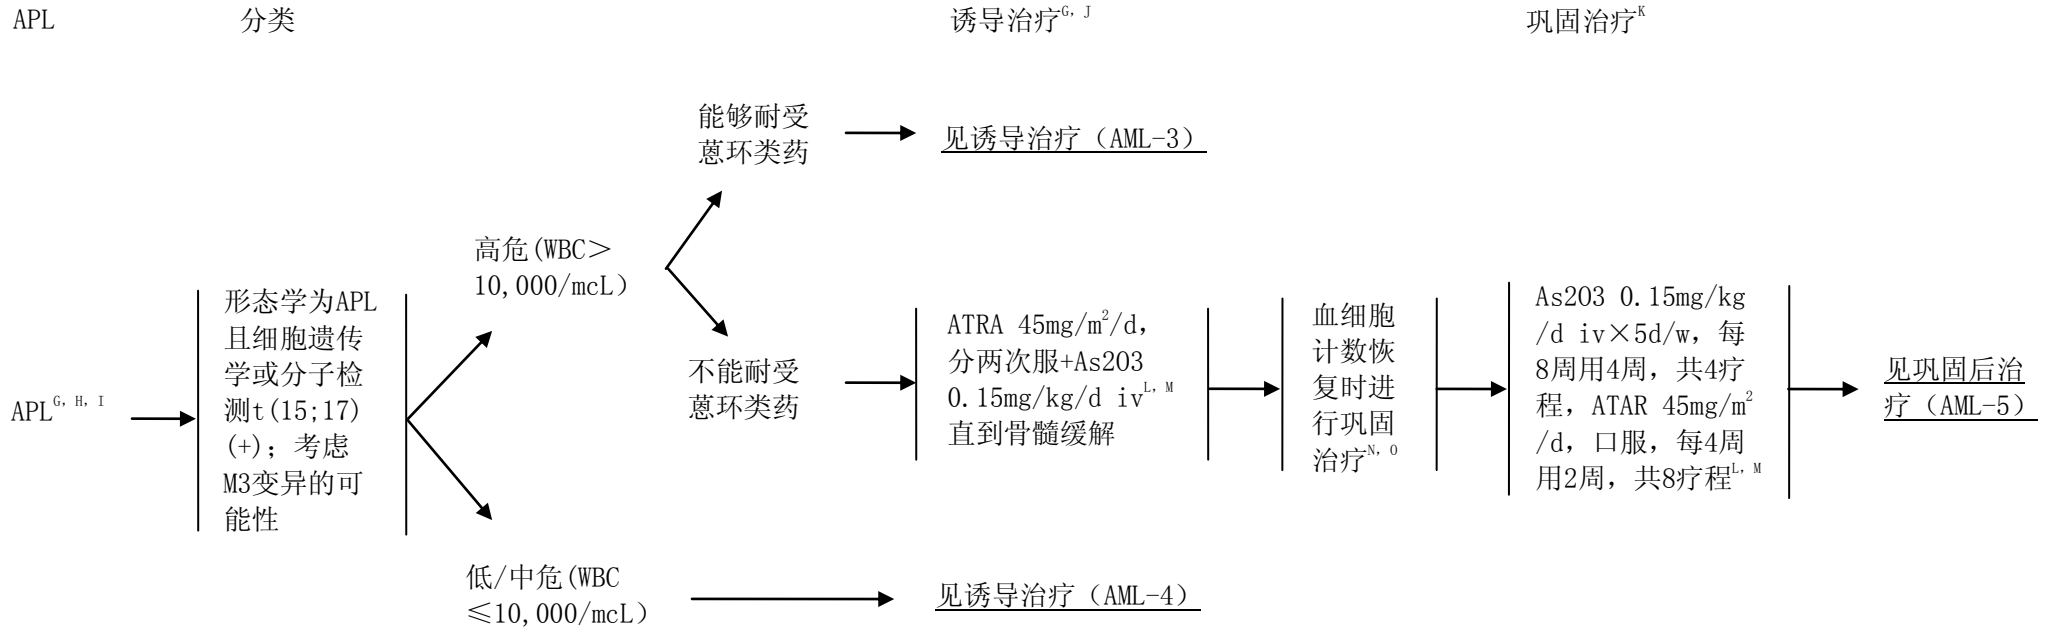 APL
分类
诱导治疗G, J
巩固治疗K
能够耐受
蒽环类药
见诱导治疗（AML-3）
高危(WBC＞
10,000/mcL)
形态学为APL
且细胞遗传
学或分子检
测t(15;17)
(+)；考虑
M3变异的可
能性
APLG, H, I
不能耐受
蒽环类药
ATRA 45mg/m2/d，
分两次服+As2O3
0.15mg/kg/d ivL, M
直到骨髓缓解
血细胞
计数恢
复时进
行巩固
治疗N, O
As2O3 0.15mg/kg
/d iv×5d/w，每
8周用4周，共4疗
程，ATAR 45mg/m2
/d，口服，每4周
用2周，共8疗程L, M
见巩固后治
疗（AML-5）
低/中危(WBC
≤10,000/mcL)
见诱导治疗（AML-4）